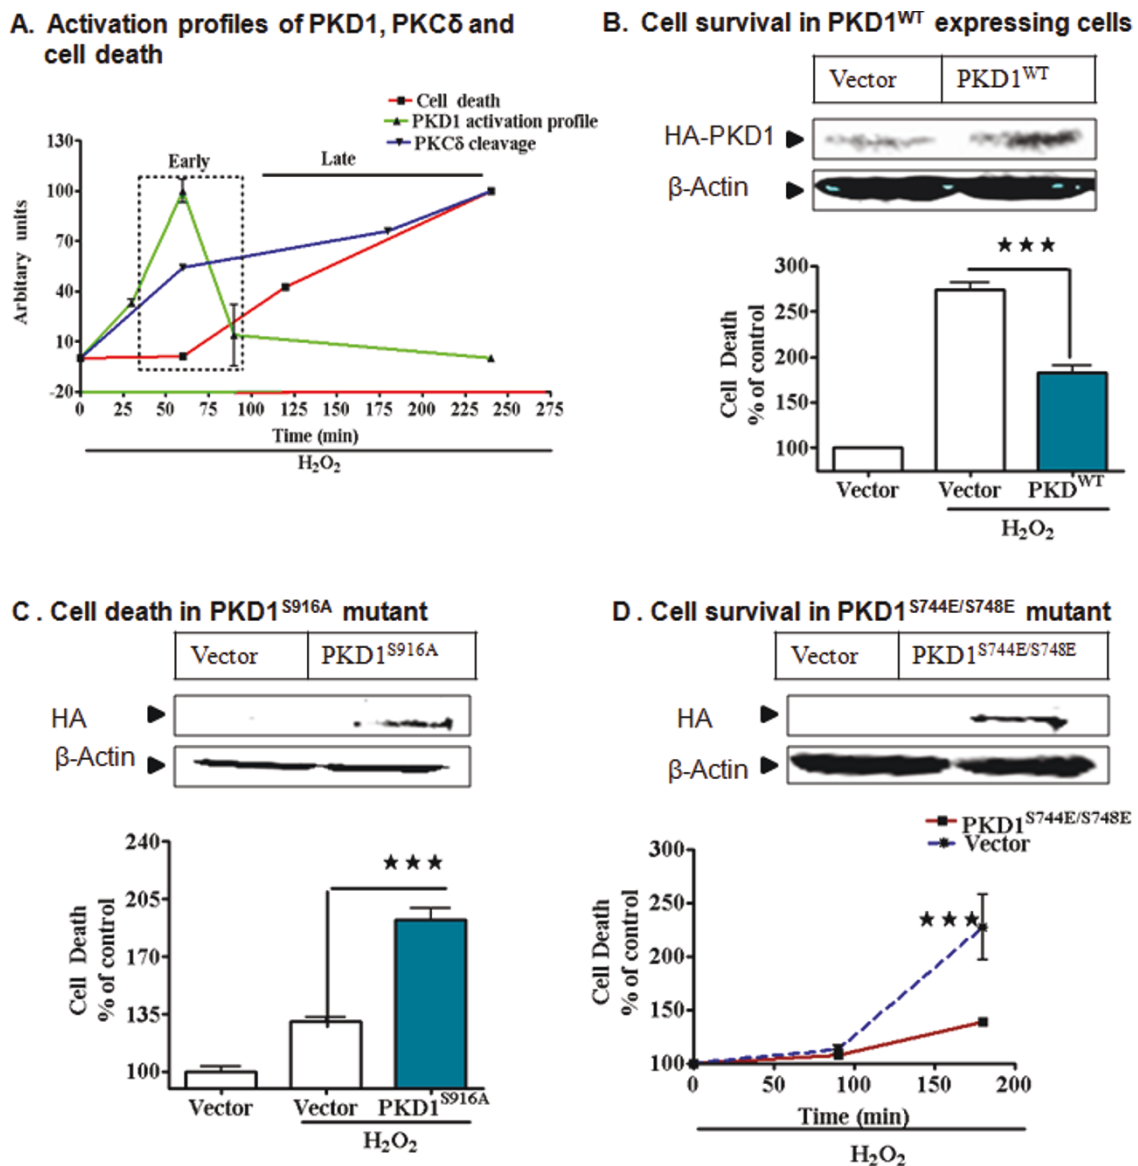 A. Activation profiles of PKD1, PKCδ and
cell death
Cell death
PKD1 activation profile
PKCδ cleavage
Early
Late
Arbitary units
130
100
70
40
10
-20
0 25 50 75 100 125 150 175 200 225 250 275
Time (min)
H₂O₂
B. Cell survival in PKD1ᵂᵀ expressing cells
Vector PKD1ᵂᵀ
HA-PKD1
β-Actin
★★★
Cell Death
% of control
300
250
200
150
100
Vector Vector PKDᵂᵀ
H₂O₂
C . Cell death in PKD1S916A mutant
Vector PKD1S916A
HA
β-Actin
★★★
Cell Death
% of control
240
205
170
135
100
Vector Vector PKD1S916A
H₂O₂
D . Cell survival in PKD1S744E/S748E mutant
Vector PKD1S744E/S748E
HA
β-Actin
PKD1S744E/S748E
Vector
★★★
Cell Death
% of control
300
250
200
150
100
0 50 100 150 200
Time (min)
H₂O₂